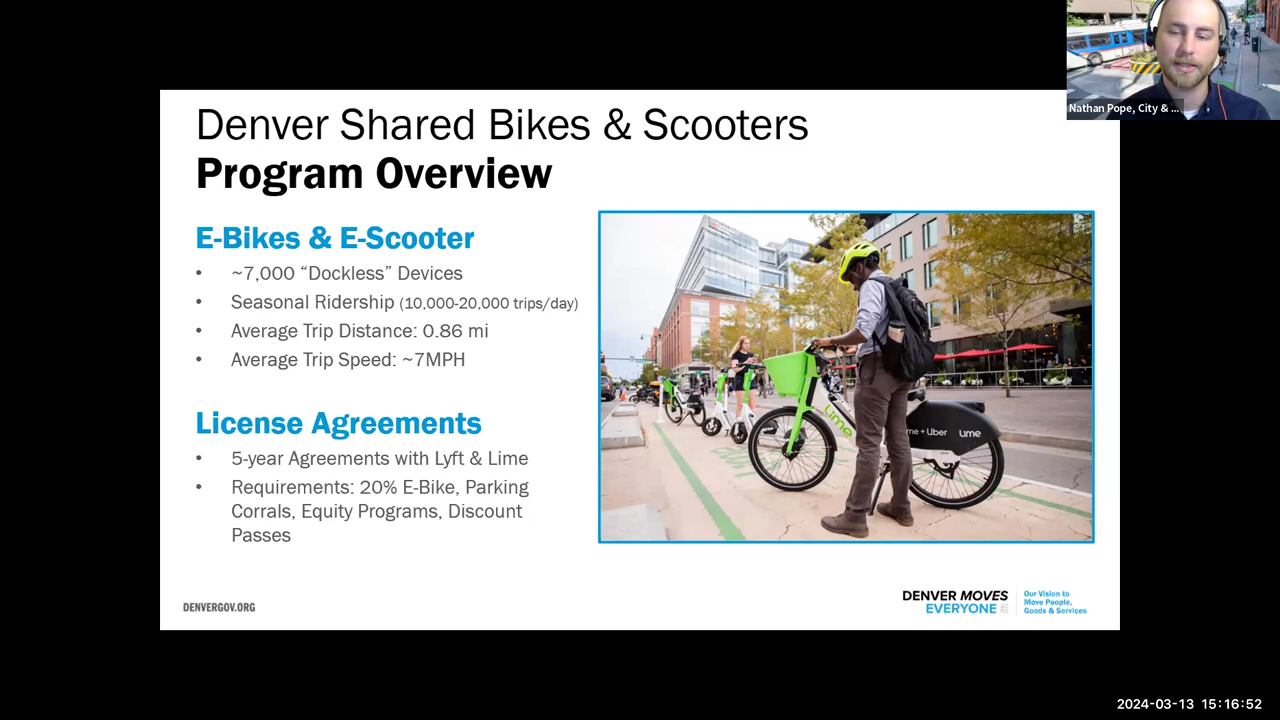 Nathan Pope, City & ...
Denver Shared Bikes & Scooters
Program Overview
E-Bikes & E-Scooter
• ~7,000 “Dockless” Devices
• Seasonal Ridership (10,000-20,000 trips/day)
• Average Trip Distance: 0.86 mi
• Average Trip Speed: ~7MPH
License Agreements
• 5-year Agreements with Lyft & Lime
• Requirements: 20% E-Bike, Parking
Corrals, Equity Programs, Discount
Passes
Lime
me + Uber Lime
DENVERGOV.ORG
DENVER MOVES
EVERYONE
Our Vision to
Move People,
Goods & Services
2024-03-13 15:16:52